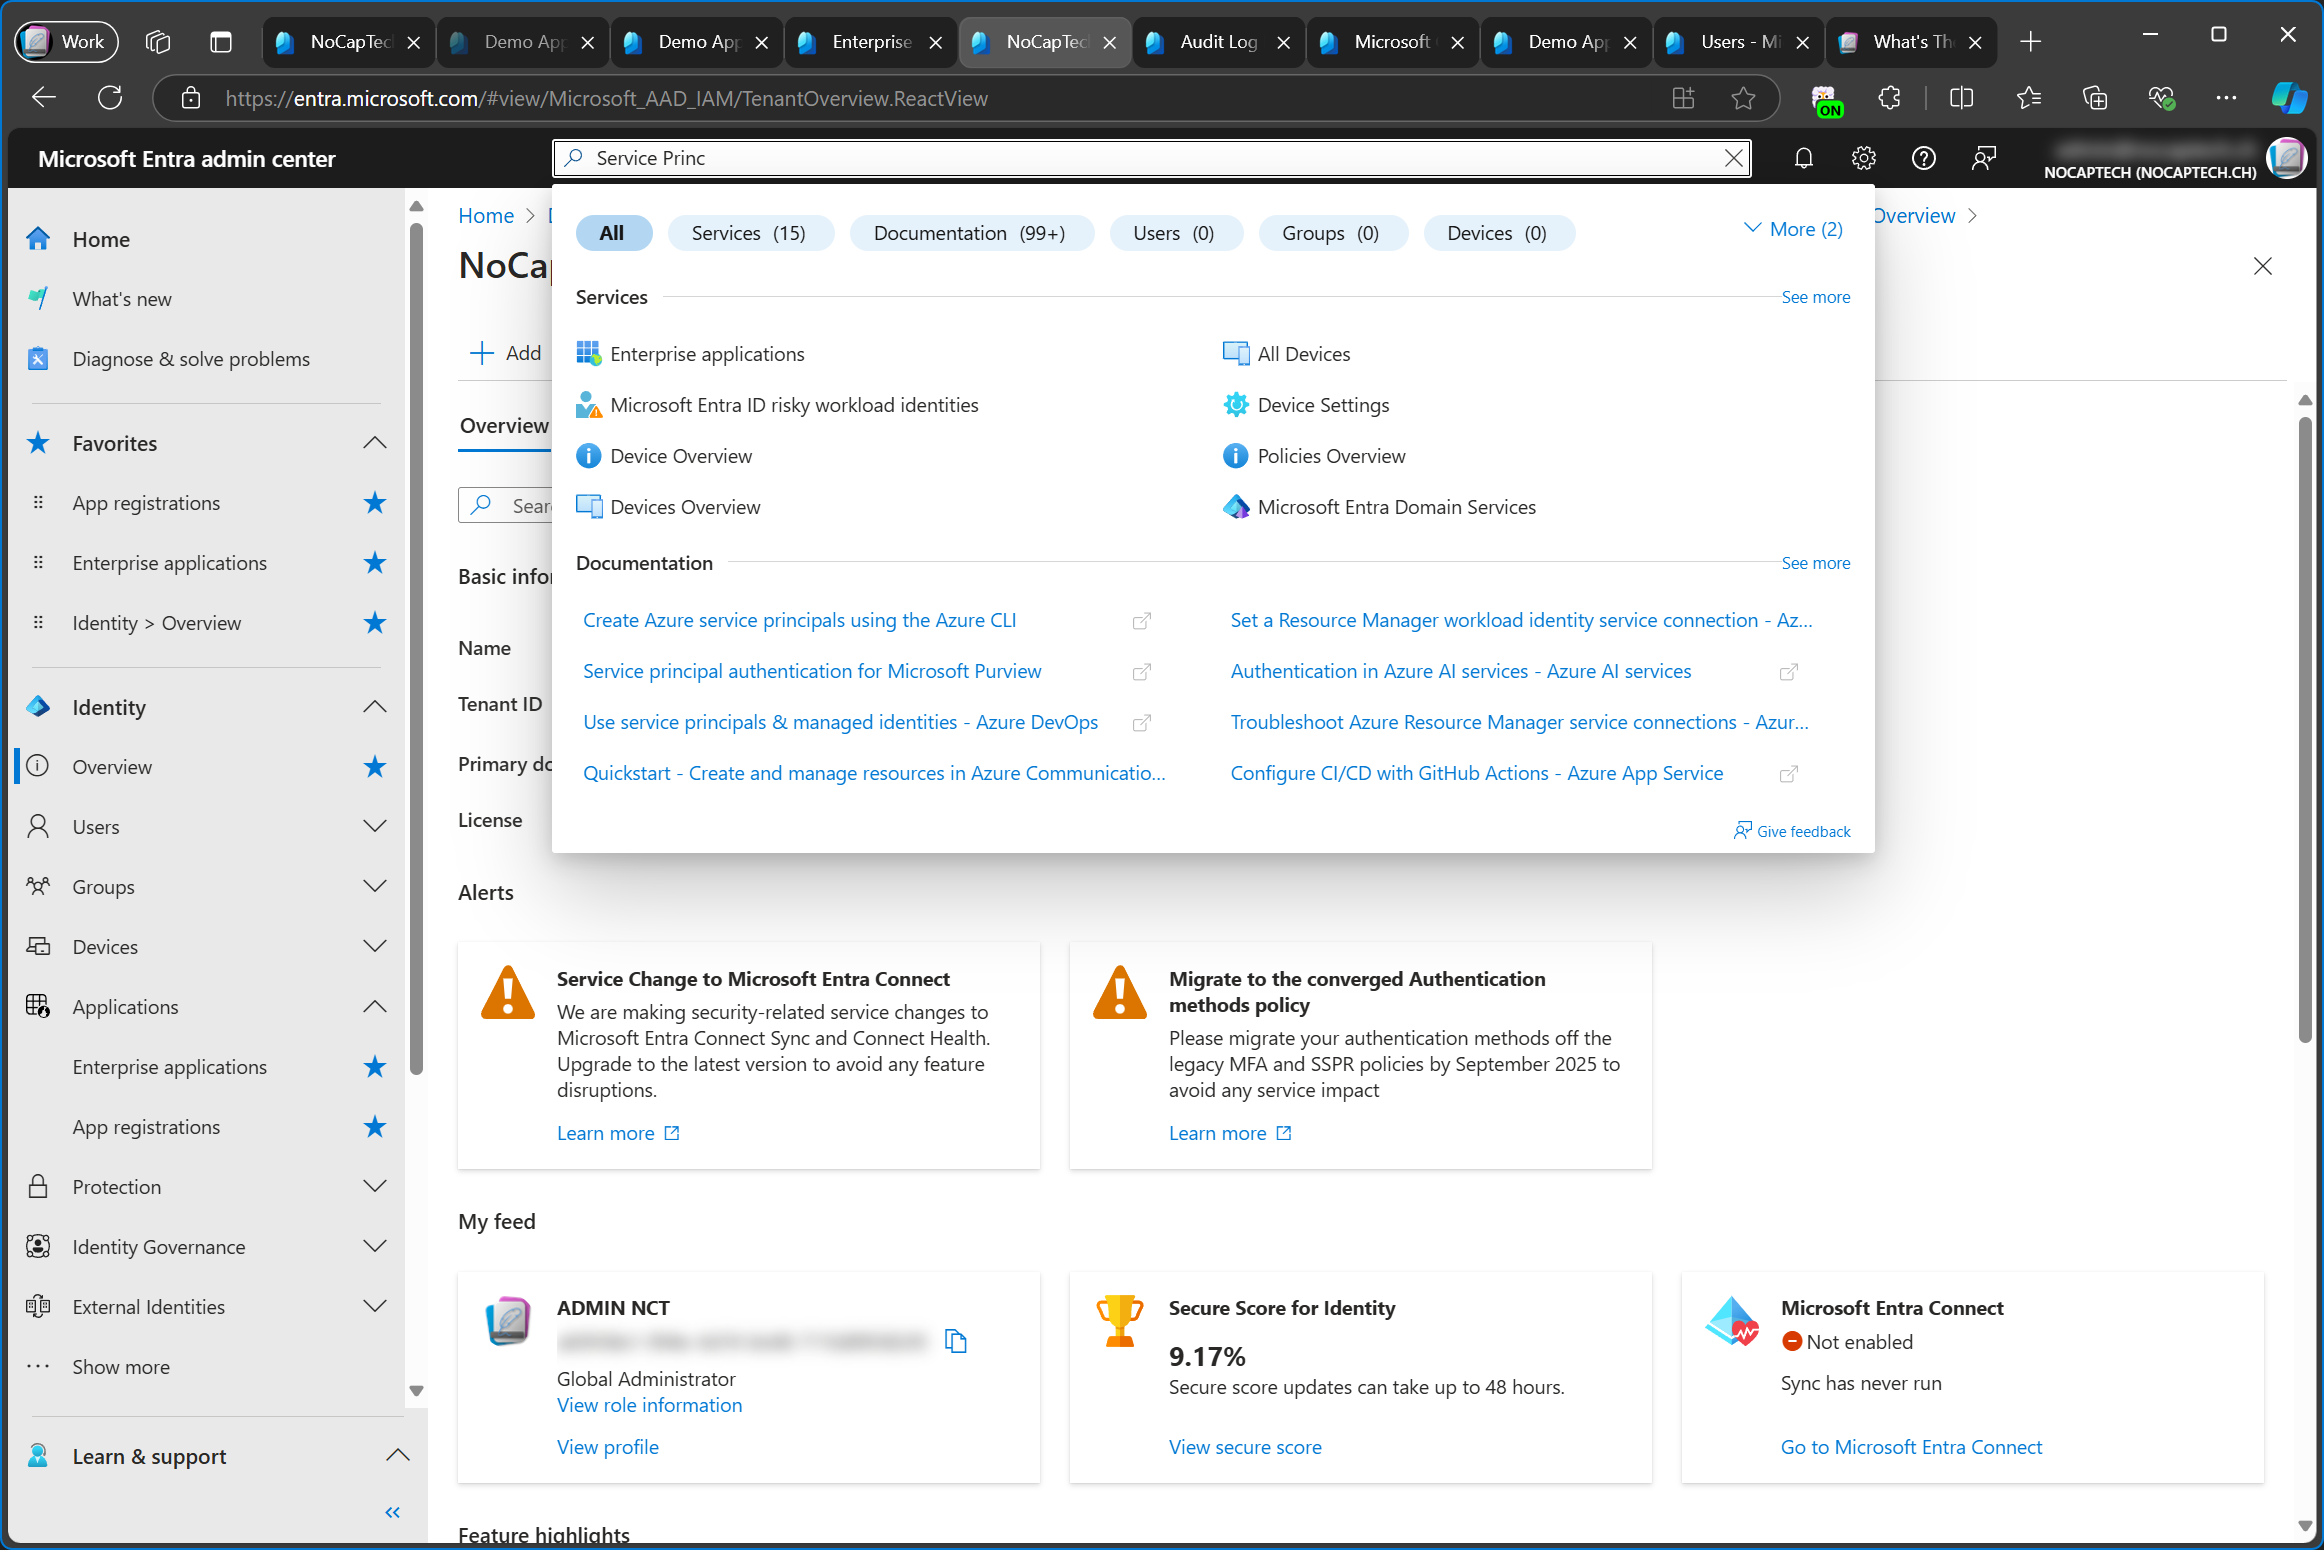 Work
NoCapTec
Demo App
Demo App
Enterprise
NoCapTec
Audit Log
Microsoft
Demo App
Users - Mi
What's Th
https://entra.microsoft.com/#view/Microsoft_AAD_IAM/TenantOverview.ReactView
ON
Microsoft Entra admin center
Service Princ
NOCAPTECH (NOCAPTECH.CH)
Home
What's new
Diagnose & solve problems
Favorites
App registrations
Enterprise applications
Identity > Overview
Identity
Overview
Users
Groups
Devices
Applications
Enterprise applications
App registrations
Protection
Identity Governance
External Identities
Show more
Learn & support
Home
Overview
NoCap
Add
Overview
Sear
Basic infor
Name
Tenant ID
Primary do
License
All
Services (15)
Documentation (99+)
Users (0)
Groups (0)
Devices (0)
More (2)
Services
See more
Enterprise applications
All Devices
Microsoft Entra ID risky workload identities
Device Settings
Device Overview
Policies Overview
Devices Overview
Microsoft Entra Domain Services
Documentation
See more
Create Azure service principals using the Azure CLI
Set a Resource Manager workload identity service connection - Az...
Service principal authentication for Microsoft Purview
Authentication in Azure AI services - Azure AI services
Use service principals & managed identities - Azure DevOps
Troubleshoot Azure Resource Manager service connections - Azur...
Quickstart - Create and manage resources in Azure Communicatio...
Configure CI/CD with GitHub Actions - Azure App Service
Give feedback
Alerts
Service Change to Microsoft Entra Connect
We are making security-related service changes to
Microsoft Entra Connect Sync and Connect Health.
Upgrade to the latest version to avoid any feature
disruptions.
Learn more
Migrate to the converged Authentication
methods policy
Please migrate your authentication methods off the
legacy MFA and SSPR policies by September 2025 to
avoid any service impact
Learn more
My feed
ADMIN NCT
Global Administrator
View role information
View profile
Secure Score for Identity
9.17%
Secure score updates can take up to 48 hours.
View secure score
Microsoft Entra Connect
Not enabled
Sync has never run
Go to Microsoft Entra Connect
Feature highlights